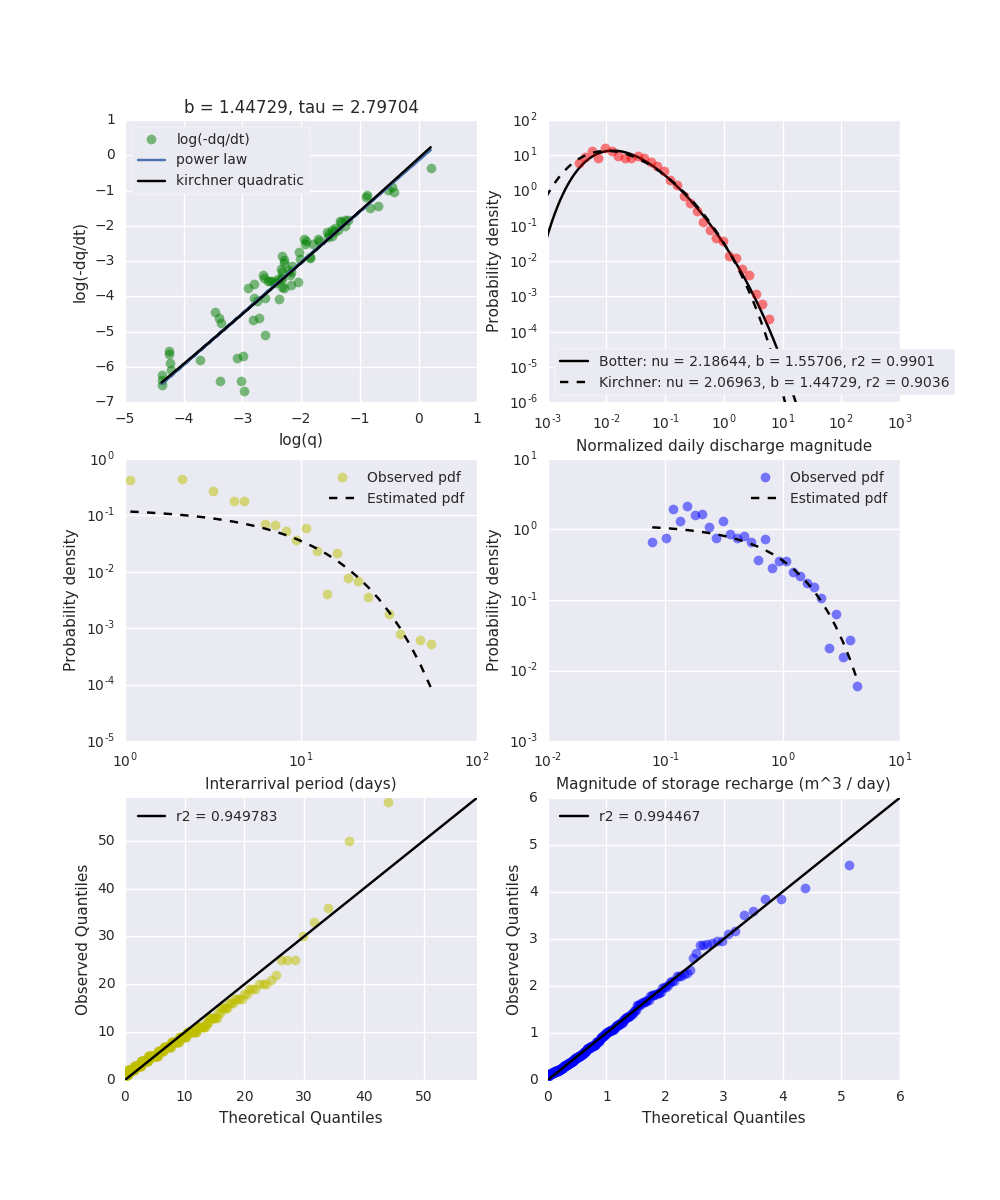 b = 1.44729, tau = 2.79704
log(-dq/dt)
power law
kirchner quadratic
1
0
−1
−2
−3
−4
−5
−6
−7
log(-dq/dt)
−5 −4 −3 −2 −1 0 1
log(q)
10^2
10^1
10^0
10^-1
10^-2
10^-3
10^-4
10^-5
10^-6
Probability density
Botter: nu = 2.18644, b = 1.55706, r2 = 0.9901
Kirchner: nu = 2.06963, b = 1.44729, r2 = 0.9036
10^-3 10^-2 10^-1 10^0 10^1 10^2 10^3
Normalized daily discharge magnitude
Observed pdf
Estimated pdf
10^0
10^-1
10^-2
10^-3
10^-4
10^-5
Probability density
10^0 10^1 10^2
Interarrival period (days)
Observed pdf
Estimated pdf
10^1
10^0
10^-1
10^-2
10^-3
Probability density
10^-2 10^-1 10^0 10^1
Magnitude of storage recharge (m^3 / day)
r2 = 0.949783
50
40
30
20
10
0
Observed Quantiles
0 10 20 30 40 50
Theoretical Quantiles
r2 = 0.994467
6
5
4
3
2
1
0
Observed Quantiles
0 1 2 3 4 5 6
Theoretical Quantiles